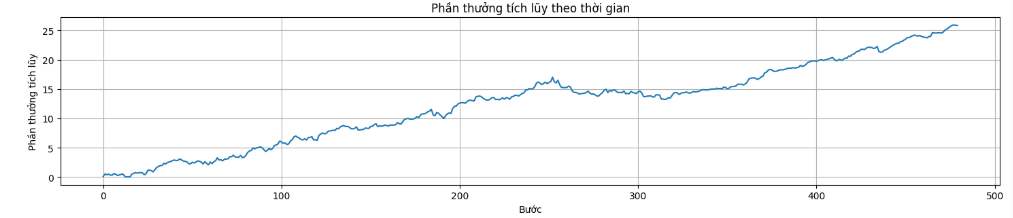 Phần thưởng tích lũy theo thời gian
Phần thưởng tích lũy
25
20
15
10
5
0
0 100 200 300 400 500
Bước